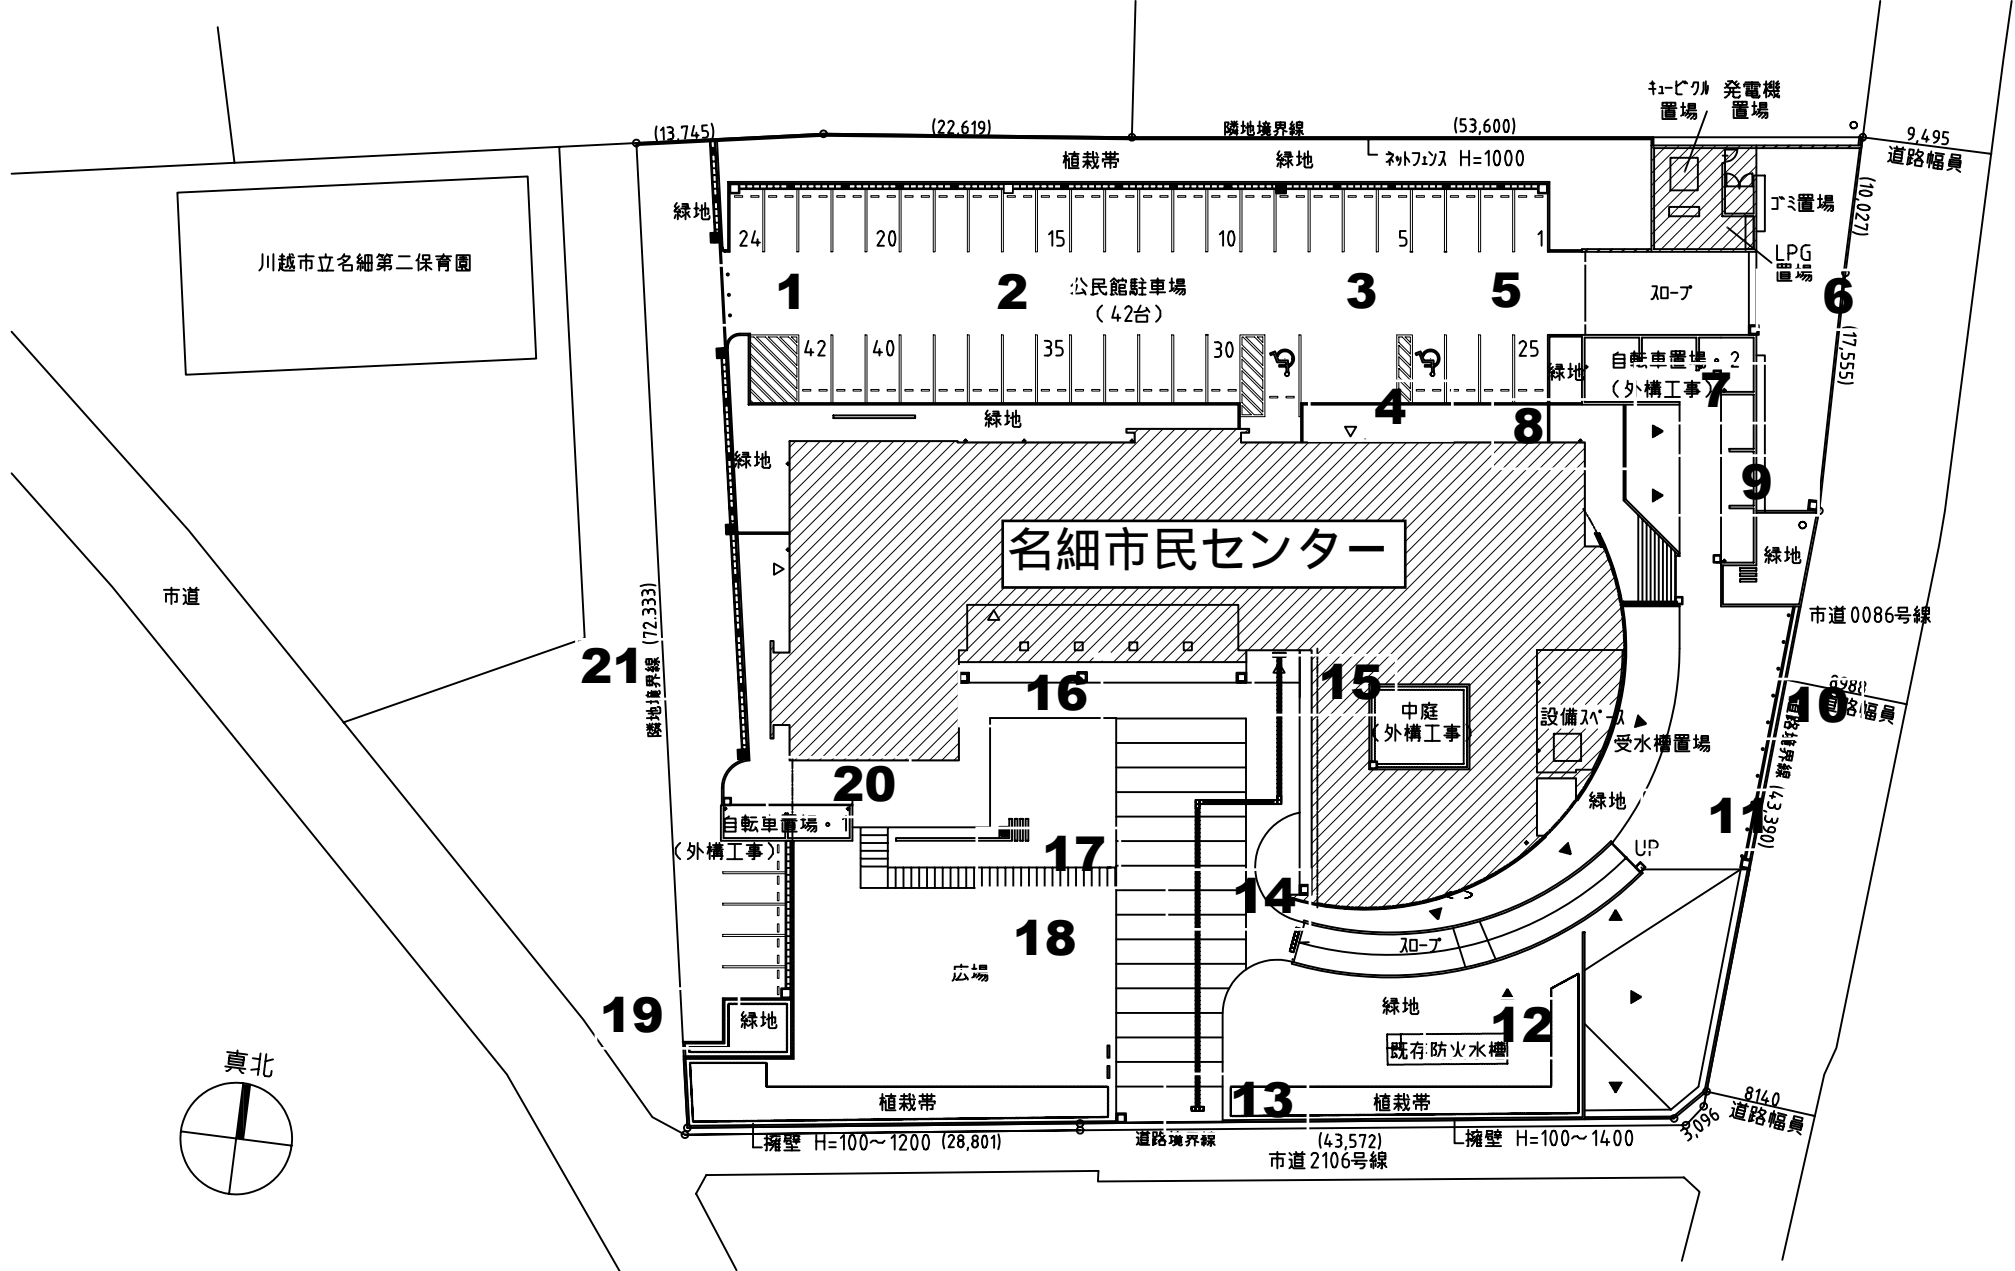 ｷｭｰﾋﾞｸﾙ 発電機
置場 置場
(13,745)
(22,619)
隣地境界線
(53,600)
9,495
道路幅員
植栽帯
緑地
ﾈｯﾄﾌｪﾝｽ H=1000
緑地
ｺﾞﾐ置場
(10,027)
24
20
15
10
5
1
川越市立名細第二保育園
LPG
置場
1
2
公民館駐車場
(42台)
3
5
ｽﾛｰﾌﾟ
6
(17,555)
42
40
35
30
25
緑地
自転車置場・2
(外構工事)
7
4
緑地
8
緑地
9
名細市民センター
緑地
市道
市道0086号線
隣地境界線 (72.333)
21
16
15
中庭
(外構工事)
設備ｽﾍﾟｰｽ
受水槽置場
8988
道路幅員
10
道路境界線 (43,390)
20
緑地
11
自転車置場・1
(外構工事)
17
UP
14
18
ｽﾛｰﾌﾟ
広場
19
緑地
緑地
12
既存防火水槽
真北
植栽帯
13
植栽帯
8140
道路幅員
3,096
擁壁 H=100～1200 (28,801)
道路境界線
(43,572)
擁壁 H=100～1400
市道2106号線